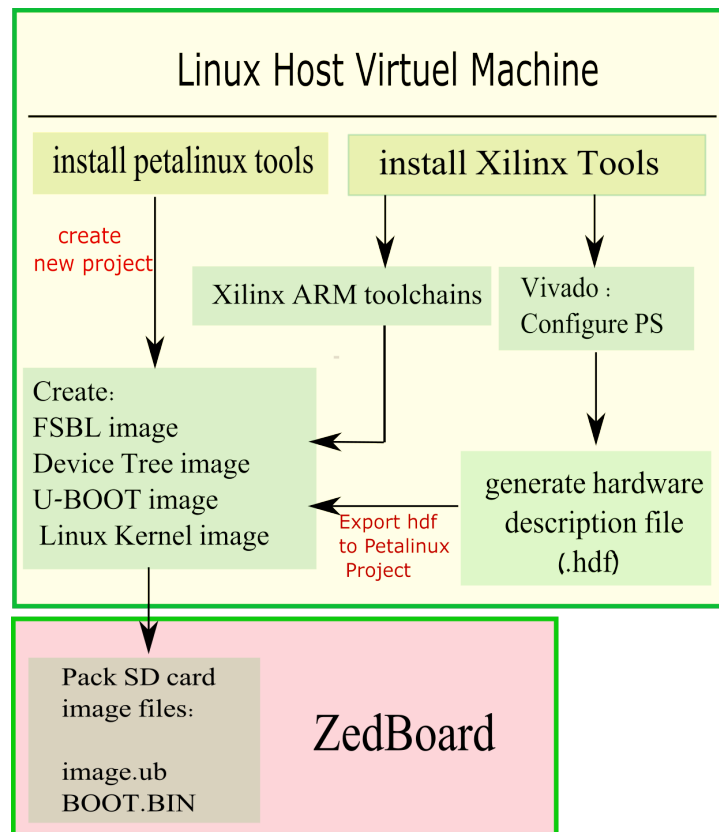 Linux Host Virtuel Machine
install petalinux tools
install Xilinx Tools
create
new project
Xilinx ARM toolchains
Vivado :
Configure PS
Create:
FSBL image
Device Tree image
U-BOOT image
Linux Kernel image
generate hardware
description file
(.hdf)
Export hdf
to Petalinux
Project
Pack SD card
image files:
image.ub
BOOT.BIN
ZedBoard